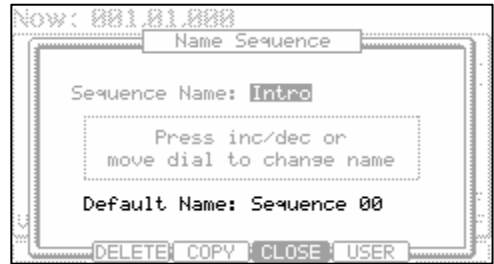 Now: 001.01.000
Name Sequence
Sequence Name: Intro
Press inc/dec or
move dial to change name
Default Name: Sequence 00
DELETE COPY CLOSE USER